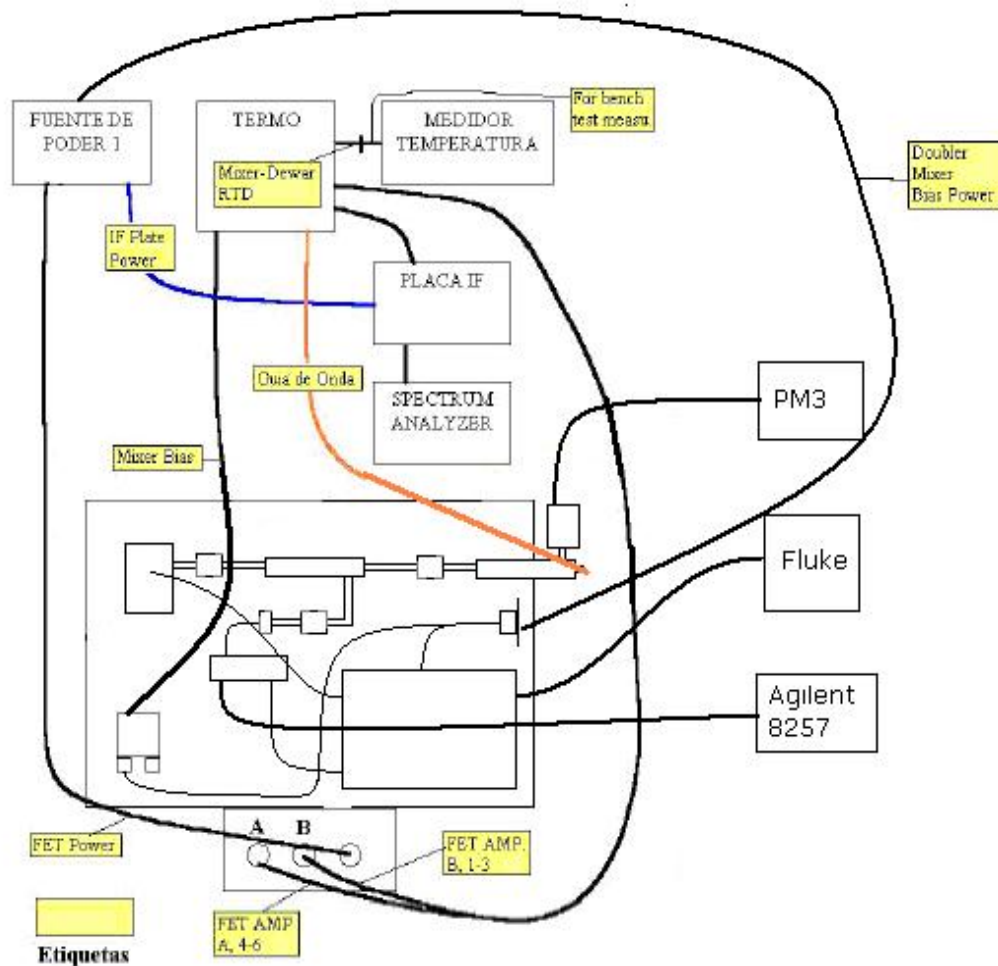 FUENTE DE
PODER 1
TERMO
MEDIDOR
TEMPERATURA
For bench
test measu.
Mixer-Dewar
RTD
Doubler
Mixer
Bias Power
IF Plate
Power
PLACA IF
Guia de Onda
SPECTRUM
ANALYZER
PM3
Mixer Bias
Fluke
Agilent
8257
A
B
FET Power
FET AMP.
B, 1-3
FET AMP
A, 4-6
Etiquetas